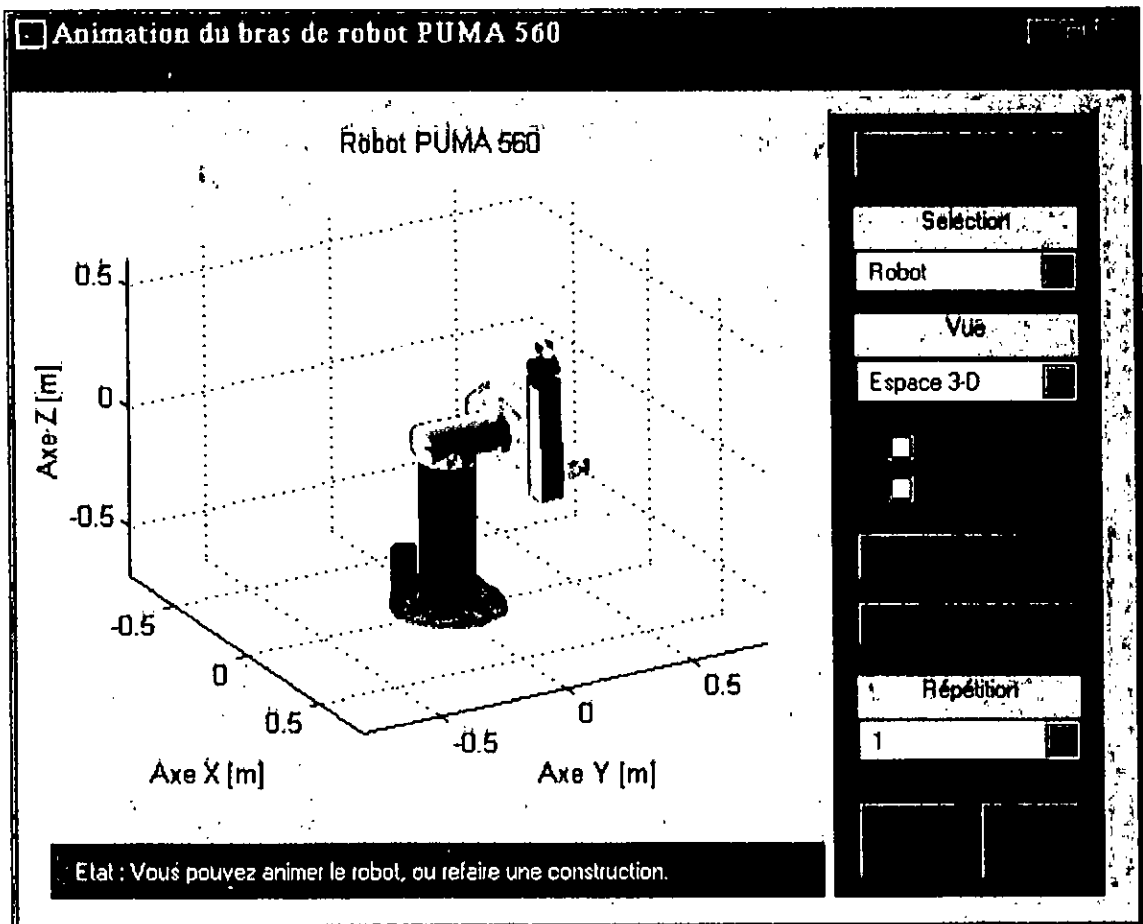 Animation du bras de robot PUMA 560
Robot PUMA 560
0.5
0
-0.5
Axe Z [m]
-0.5
0
0.5
Axe X [m]
-0.5
0
0.5
Axe Y [m]
Selection
Robot
Vue
Espace 3-D
Répétition
1
Etat : Vous pouvez animer le robot, ou refaire une construction.